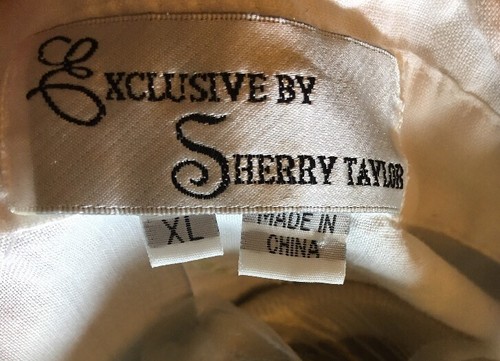 EXCLUSIVE BY
SHERRY TAYLOR
XL
MADE IN
CHINA